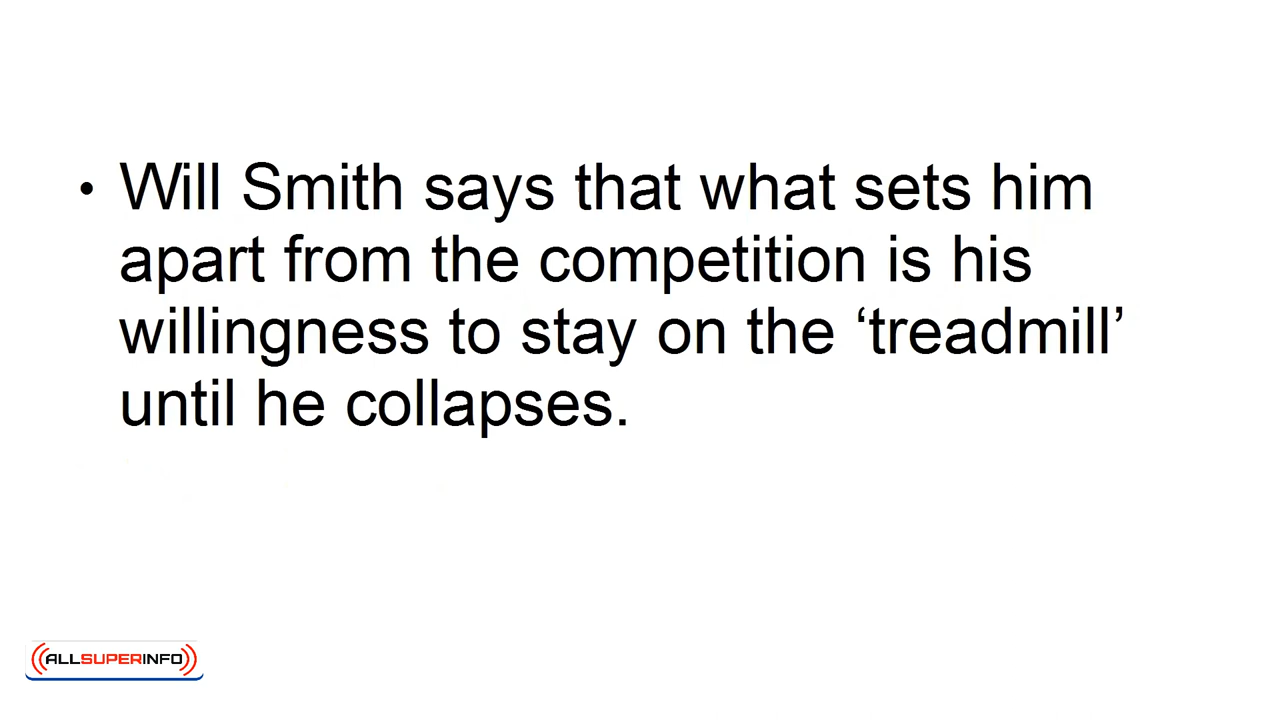 • Will Smith says that what sets him
apart from the competition is his
willingness to stay on the ‘treadmill’
until he collapses.
ALLSUPERINFO